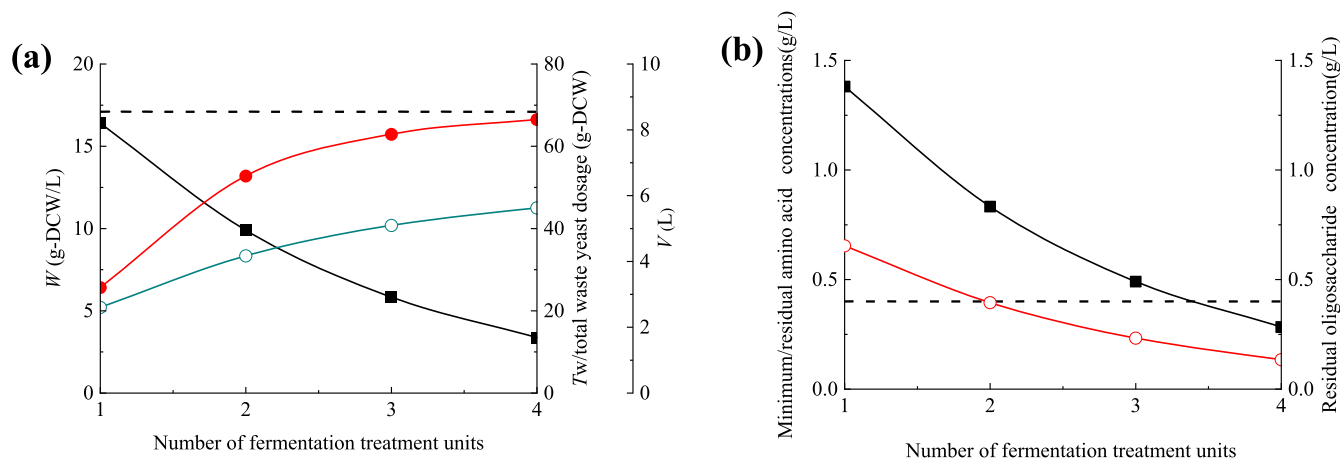 (a)
20
15
10
5
0
W (g-DCW/L)
80
60
40
20
0
Tw/total waste yeast dosage (g-DCW)
10
8
6
4
2
0
V (L)
1 2 3 4
Number of fermentation treatment units
(b)
1.5
1.0
0.5
0.0
Minimum/residual amino acid concentrations(g/L)
1.5
1.0
0.5
0.0
Residual oligosaccharide concentration(g/L)
1 2 3 4
Number of fermentation treatment units